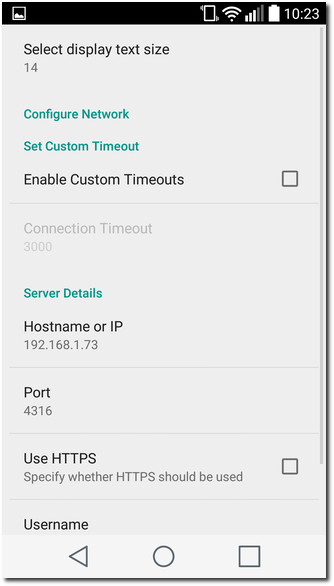 10:23
Select display text size
14
Configure Network
Set Custom Timeout
Enable Custom Timeouts
Connection Timeout
3000
Server Details
Hostname or IP
192.168.1.73
Port
4316
Use HTTPS
Specify whether HTTPS should be used
Username